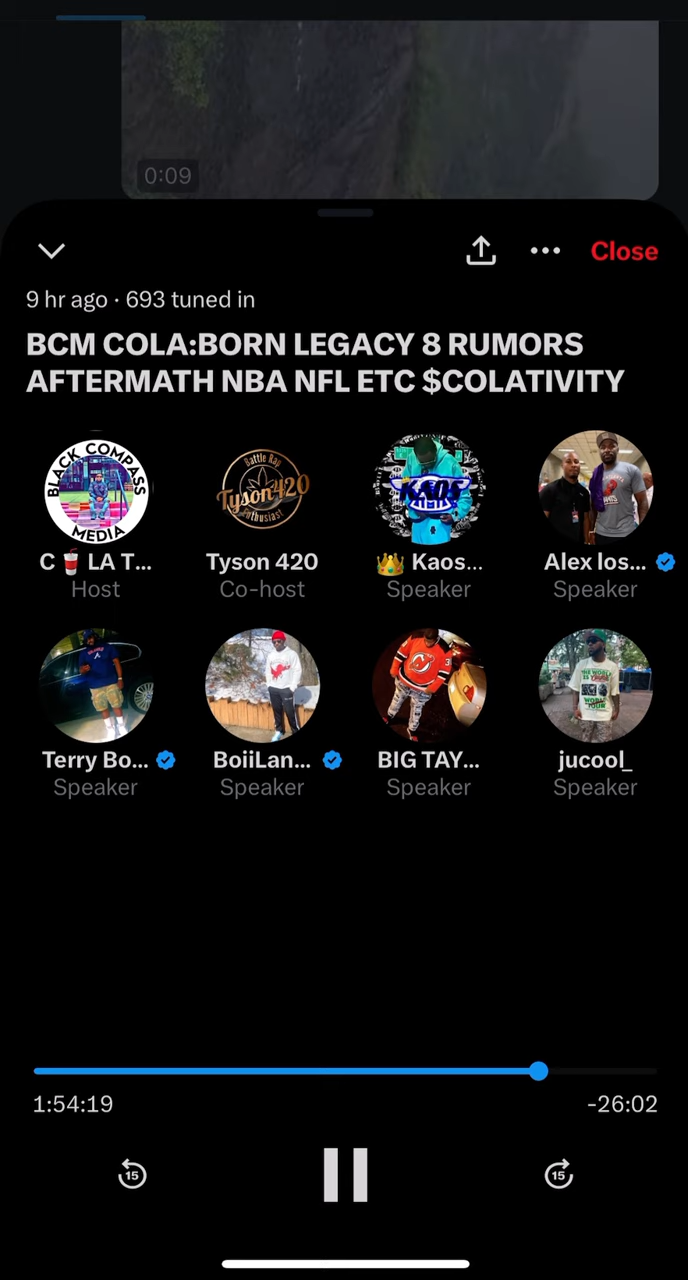 0:09
Close
9 hr ago · 693 tuned in
BCM COLA:BORN LEGACY 8 RUMORS
AFTERMATH NBA NFL ETC $COLATIVITY
BLACK COMPASS
MEDIA
Battle Rap
Tyson420
Enthusiast
KAOS
C 🥤 LA T...
Tyson 420
👑 Kaos...
Alex los...
Host
Co-host
Speaker
Speaker
Terry Bo...
BoiiLan...
BIG TAY...
jucool_
Speaker
Speaker
Speaker
Speaker
1:54:19
-26:02
15
15